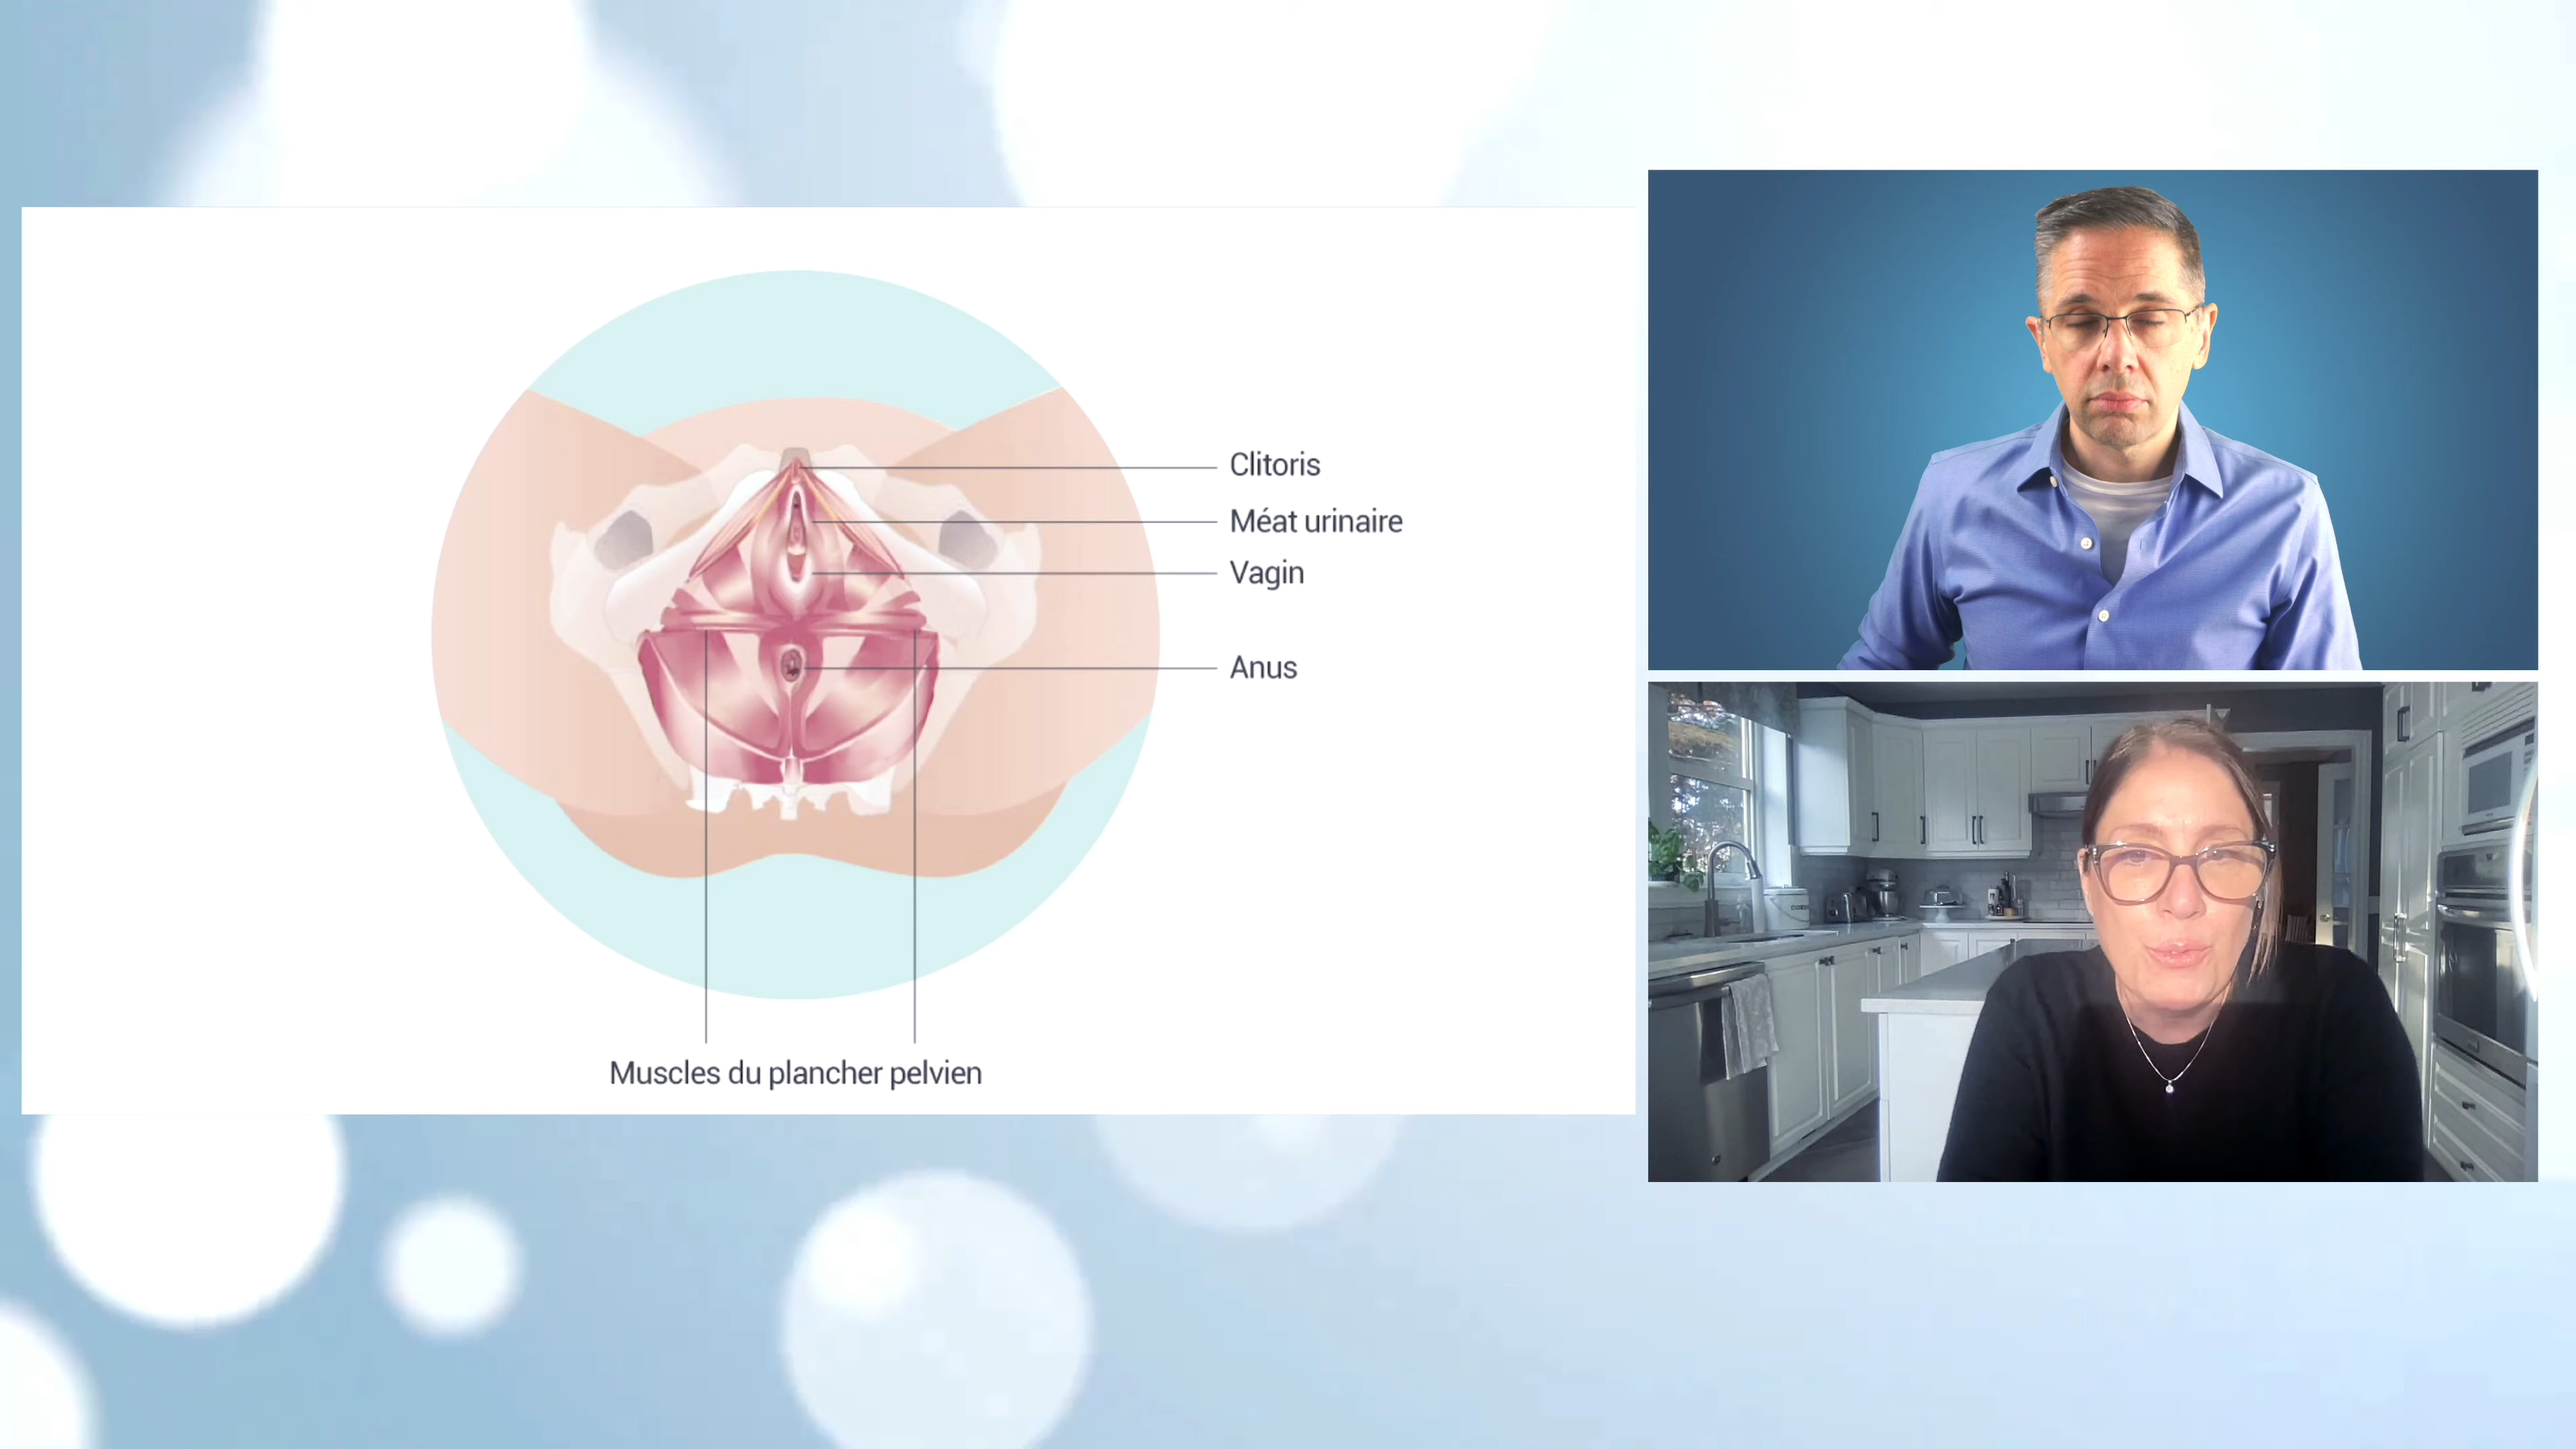 Clitoris
Méat urinaire
Vagin
Anus
Muscles du plancher pelvien